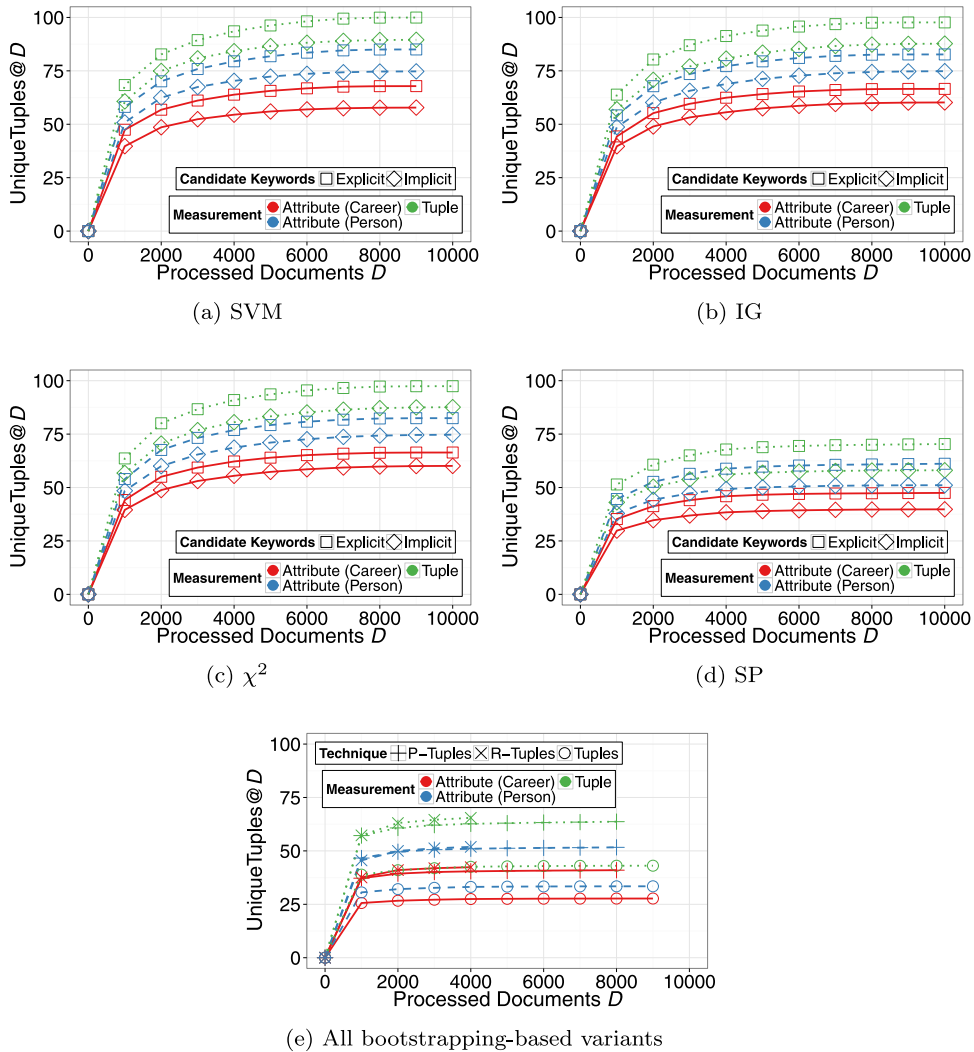 100
75
50
25
0
UniqueTuples@D
Candidate Keywords Explicit Implicit
Measurement Attribute (Career) Tuple
Attribute (Person)
0 2000 4000 6000 8000 10000
Processed Documents D
(a) SVM
100
75
50
25
0
UniqueTuples@D
Candidate Keywords Explicit Implicit
Measurement Attribute (Career) Tuple
Attribute (Person)
0 2000 4000 6000 8000 10000
Processed Documents D
(b) IG
100
75
50
25
0
UniqueTuples@D
Candidate Keywords Explicit Implicit
Measurement Attribute (Career) Tuple
Attribute (Person)
0 2000 4000 6000 8000 10000
Processed Documents D
(c) χ²
100
75
50
25
0
UniqueTuples@D
Candidate Keywords Explicit Implicit
Measurement Attribute (Career) Tuple
Attribute (Person)
0 2000 4000 6000 8000 10000
Processed Documents D
(d) SP
100
75
50
25
0
UniqueTuples@D
Technique P−Tuples R−Tuples Tuples
Measurement Attribute (Career) Tuple
Attribute (Person)
0 2000 4000 6000 8000 10000
Processed Documents D
(e) All bootstrapping-based variants